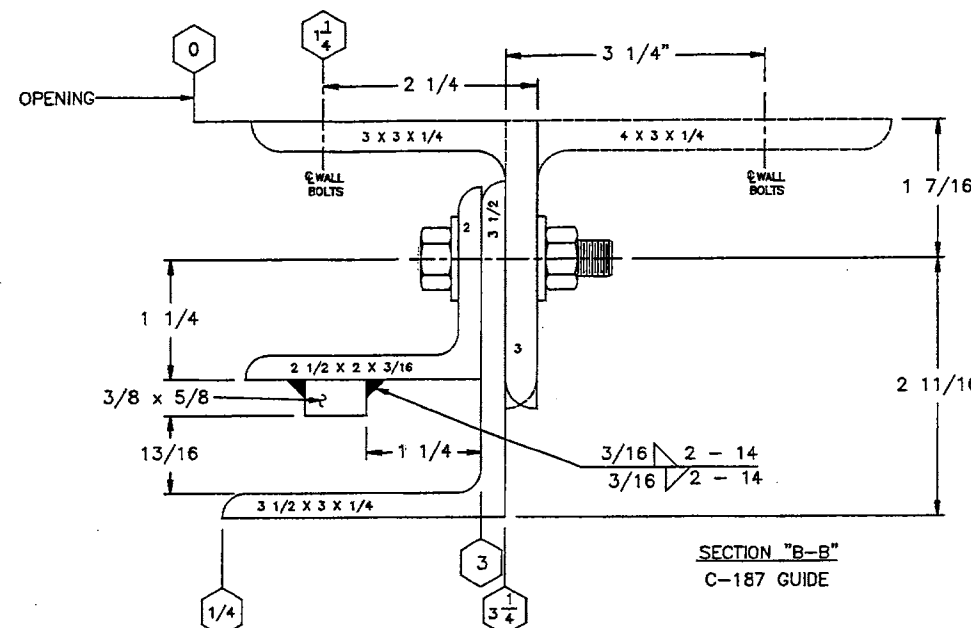 0
1 1/4
3 1/4"
2 1/4
OPENING
3 X 3 X 1/4
4 X 3 X 1/4
℄ WALL
BOLTS
℄ WALL
BOLTS
1 7/16
2
3 1/2
1 1/4
3
2 1/2 X 2 X 3/16
2 11/16
3/8 x 5/8
13/16
1 1/4
3/16 2 - 14
3/16 2 - 14
3 1/2 X 3 X 1/4
SECTION "B-B"
C-187 GUIDE
3
1/4
3 1/4